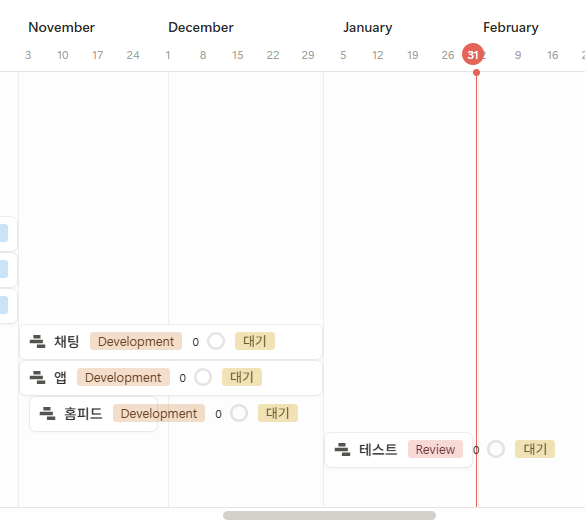 November December January February
3 10 17 24 1 8 15 22 29 5 12 19 26 31 9 16
채팅 Development 0 대기
앱 Development 0 대기
홈피드 Development 0 대기
테스트 Review 0 대기